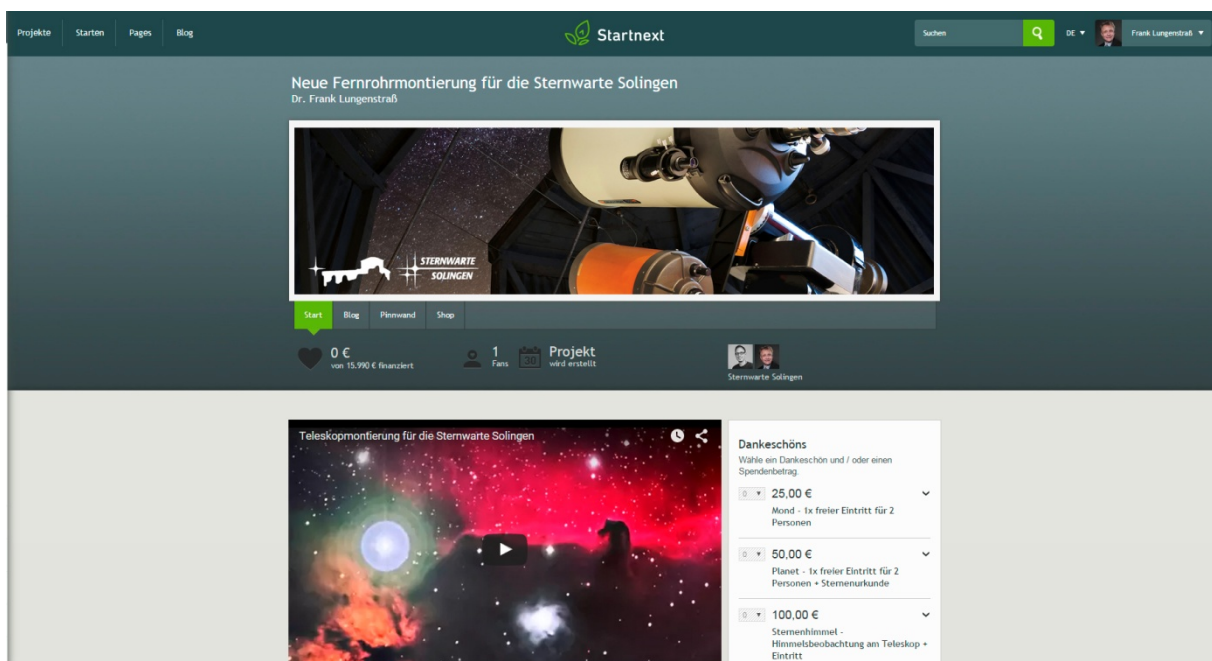 Projekte
Starten
Pages
Blog
Startnext
Suchen
DE
Frank Lungenstraß
Neue Fernrohrmontierung für die Sternwarte Solingen
Dr. Frank Lungenstraß
STERNWARTE
SOLINGEN
Start
Blog
Pinnwand
Shop
0 €
von 15.990 € finanziert
1
Fans
30
Projekt
wird erstellt
Sternwarte Solingen
Teleskopmontierung für die Sternwarte Solingen
Dankeschöns
Wähle ein Dankeschön und / oder einen
Spendenbetrag.
0
25,00 €
Mond - 1x freier Eintritt für 2
Personen
0
50,00 €
Planet - 1x freier Eintritt für 2
Personen + Sternenurkunde
0
100,00 €
Sternenhimmel -
Himmelsbeobachtung am Teleskop +
Eintritt